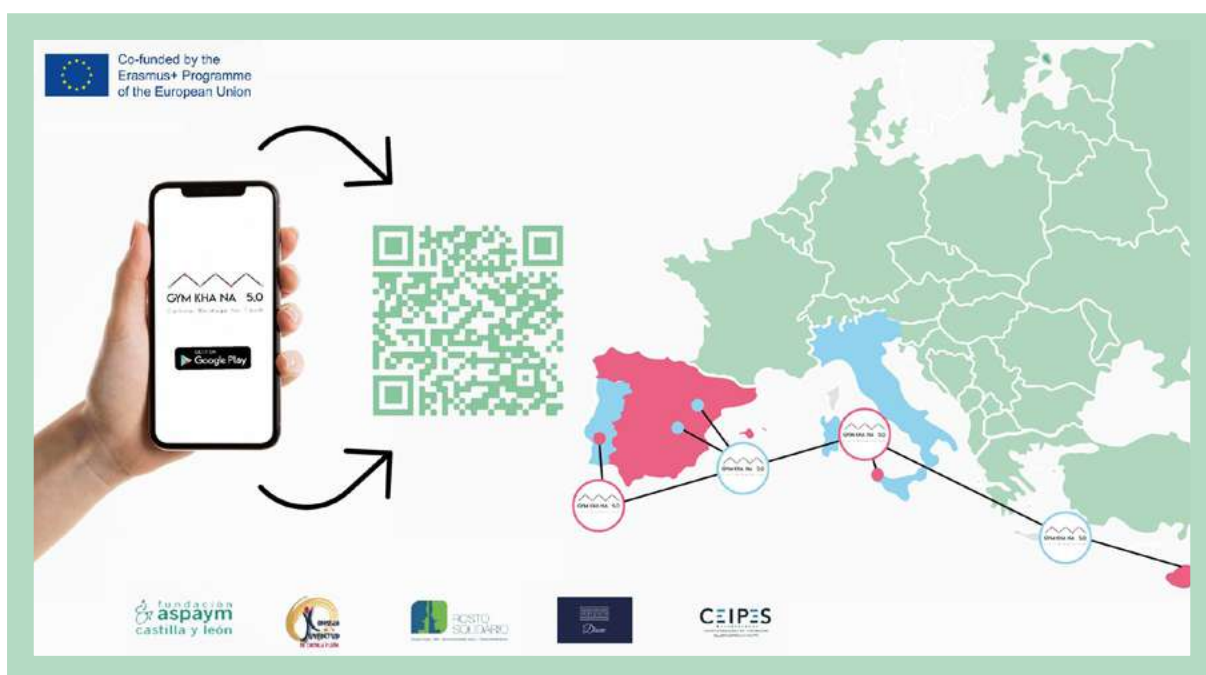 Co-funded by the
Erasmus+ Programme
of the European Union
GYM KHA NA 5.0
Google Play
GYM KHA NA 5.0
GYM KHA NA 5.0
GYM KHA NA 5.0
GYM KHA NA 5.0
fundación
aspaym
castilla y león
ROSTO
SOLIDÁRIO
CEIPES